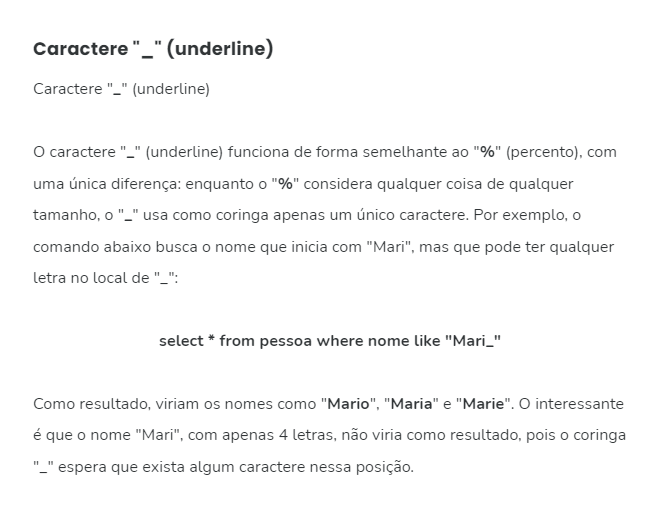 Caractere "_" (underline)
Caractere "_" (underline)
O caractere "_" (underline) funciona de forma semelhante ao "%" (percento), com
uma única diferença: enquanto o "%" considera qualquer coisa de qualquer
tamanho, o "_" usa como coringa apenas um único caractere. Por exemplo, o
comando abaixo busca o nome que inicia com "Mari", mas que pode ter qualquer
letra no local de "_":
select * from pessoa where nome like "Mari_"
Como resultado, viriam os nomes como "Mario", "Maria" e "Marie". O interessante
é que o nome "Mari", com apenas 4 letras, não viria como resultado, pois o coringa
"_" espera que exista algum caractere nessa posição.